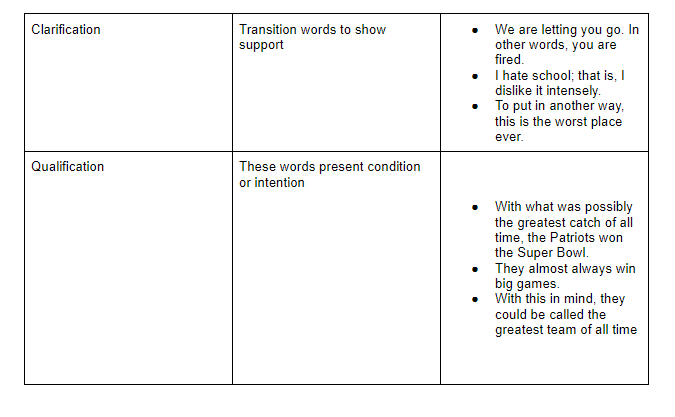 Clarification
Transition words to show
support
● We are letting you go. In
other words, you are
fired.
● I hate school; that is, I
dislike it intensely.
● To put in another way,
this is the worst place
ever.
Qualification
These words present condition
or intention
● With what was possibly
the greatest catch of all
time, the Patriots won
the Super Bowl.
● They almost always win
big games.
● With this in mind, they
could be called the
greatest team of all time